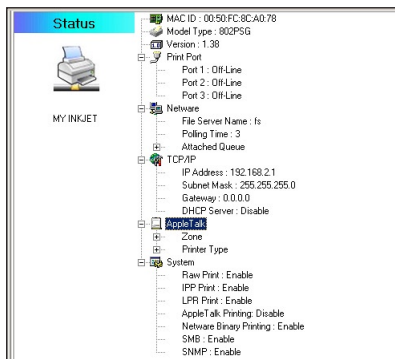 Status
MY INKJET
MAC ID : 00:50:FC:8C:A0:78
Model Type : 802PSG
Version : 1.38
Print Port
Port 1 : Off-Line
Port 2 : Off-Line
Port 3 : Off-Line
Netware
File Server Name : fs
Polling Time : 3
Attached Queue
TCP/IP
IP Address : 192.168.2.1
Subnet Mask : 255.255.255.0
Gateway : 0.0.0.0
DHCP Server : Disable
AppleTalk
Zone
Printer Type
System
Raw Print : Enable
IPP Print : Enable
LPR Print : Enable
AppleTalk Printing: Disable
Netware Binary Printing : Enable
SMB : Enable
SNMP : Enable